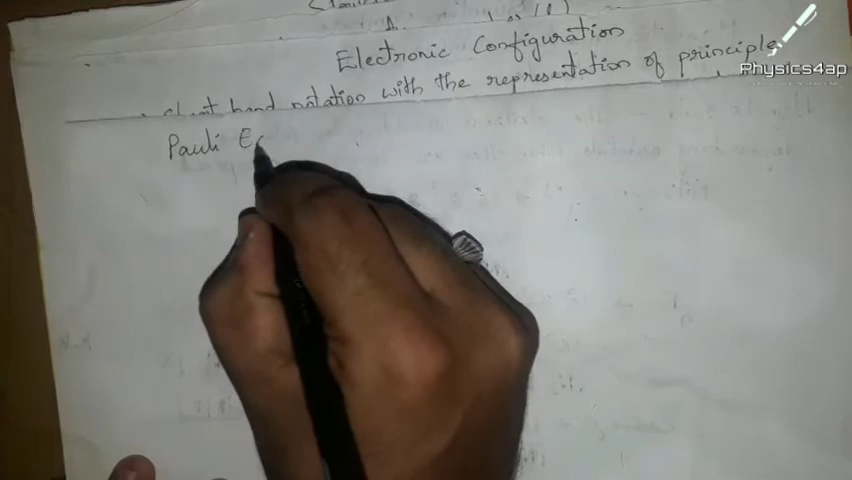 Electronic Configuration
short hand notation with the representation of principle
Physics4ap
Pauli E